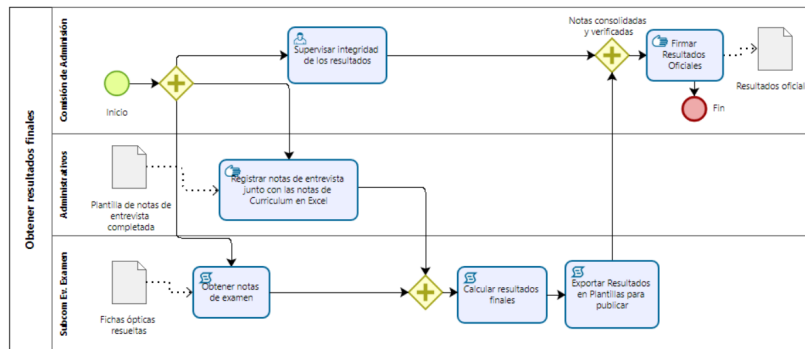 Obtener resultados finales
Comisión de Admisión
Inicio
Supervisar integridad
de los resultados
Notas consolidadas
y verificadas
Firmar
Resultados
Oficiales
Resultados oficial
Fin
Administrativos
Plantilla de notas de
entrevista
completada
Registrar notas de entrevista
junto con las notas de
Curriculum en Excel
Subcom Ev. Examen
Fichas ópticas
resueltas
Obtener notas
de examen
Calcular resultados
finales
Exportar Resultados
en Plantillas para
publicar